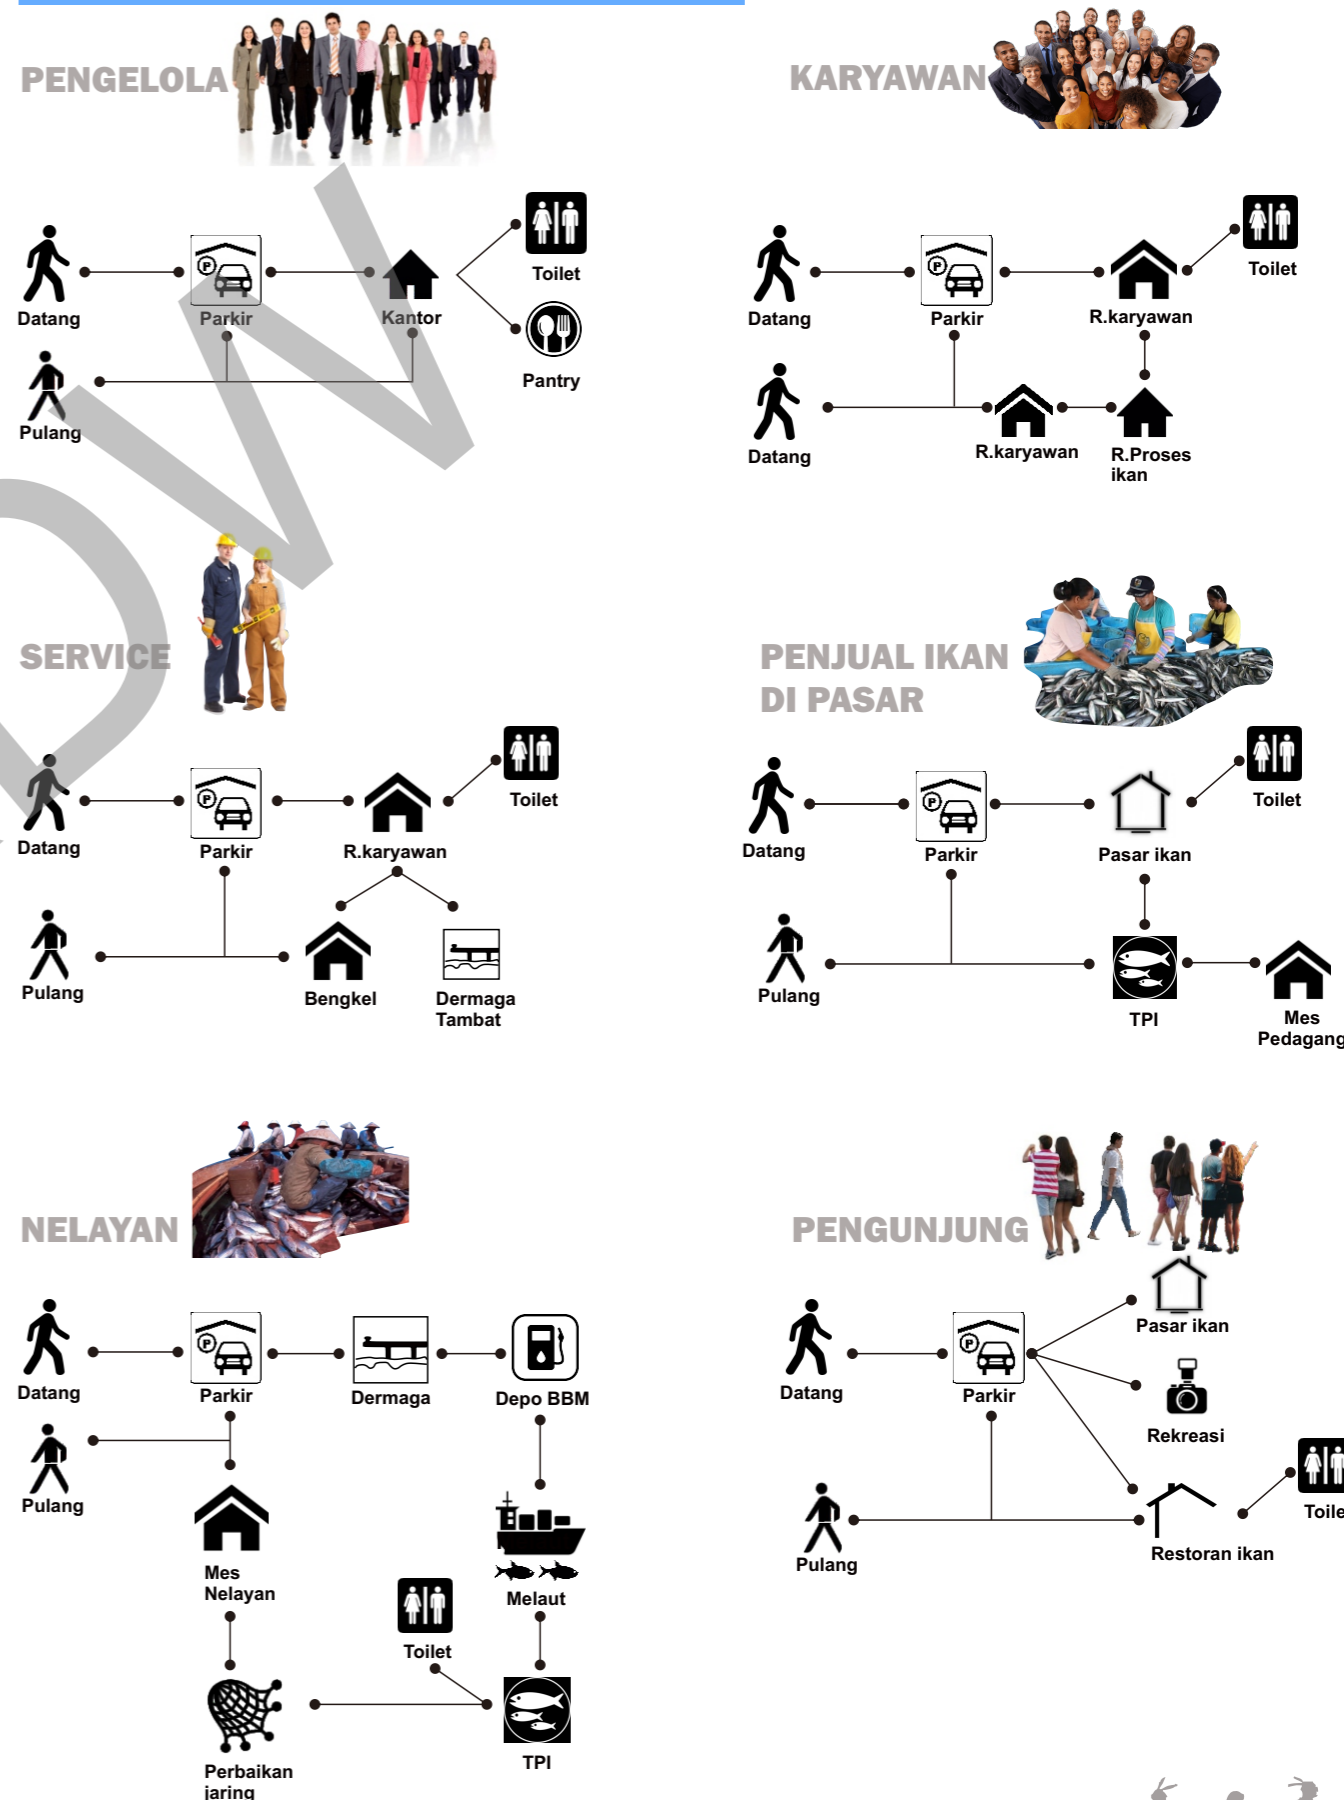 PENGELOLA
Toilet
Datang
Parkir
Kantor
Pantry
Pulang
KARYAWAN
Toilet
Datang
Parkir
R.karyawan
Datang
R.karyawan
R.Proses
ikan
SERVICE
Toilet
Datang
Parkir
R.karyawan
Pulang
Bengkel
Dermaga
Tambat
PENJUAL IKAN
DI PASAR
Toilet
Datang
Parkir
Pasar ikan
Pulang
TPI
Mes
Pedagang
NELAYAN
Datang
Parkir
Dermaga
Depo BBM
Pulang
Mes
Nelayan
Melaut
Toilet
Perbaikan
jaring
TPI
PENGUNJUNG
Pasar ikan
Datang
Parkir
Rekreasi
Toile
Pulang
Restoran ikan
P
P
P
P
P
P
DW